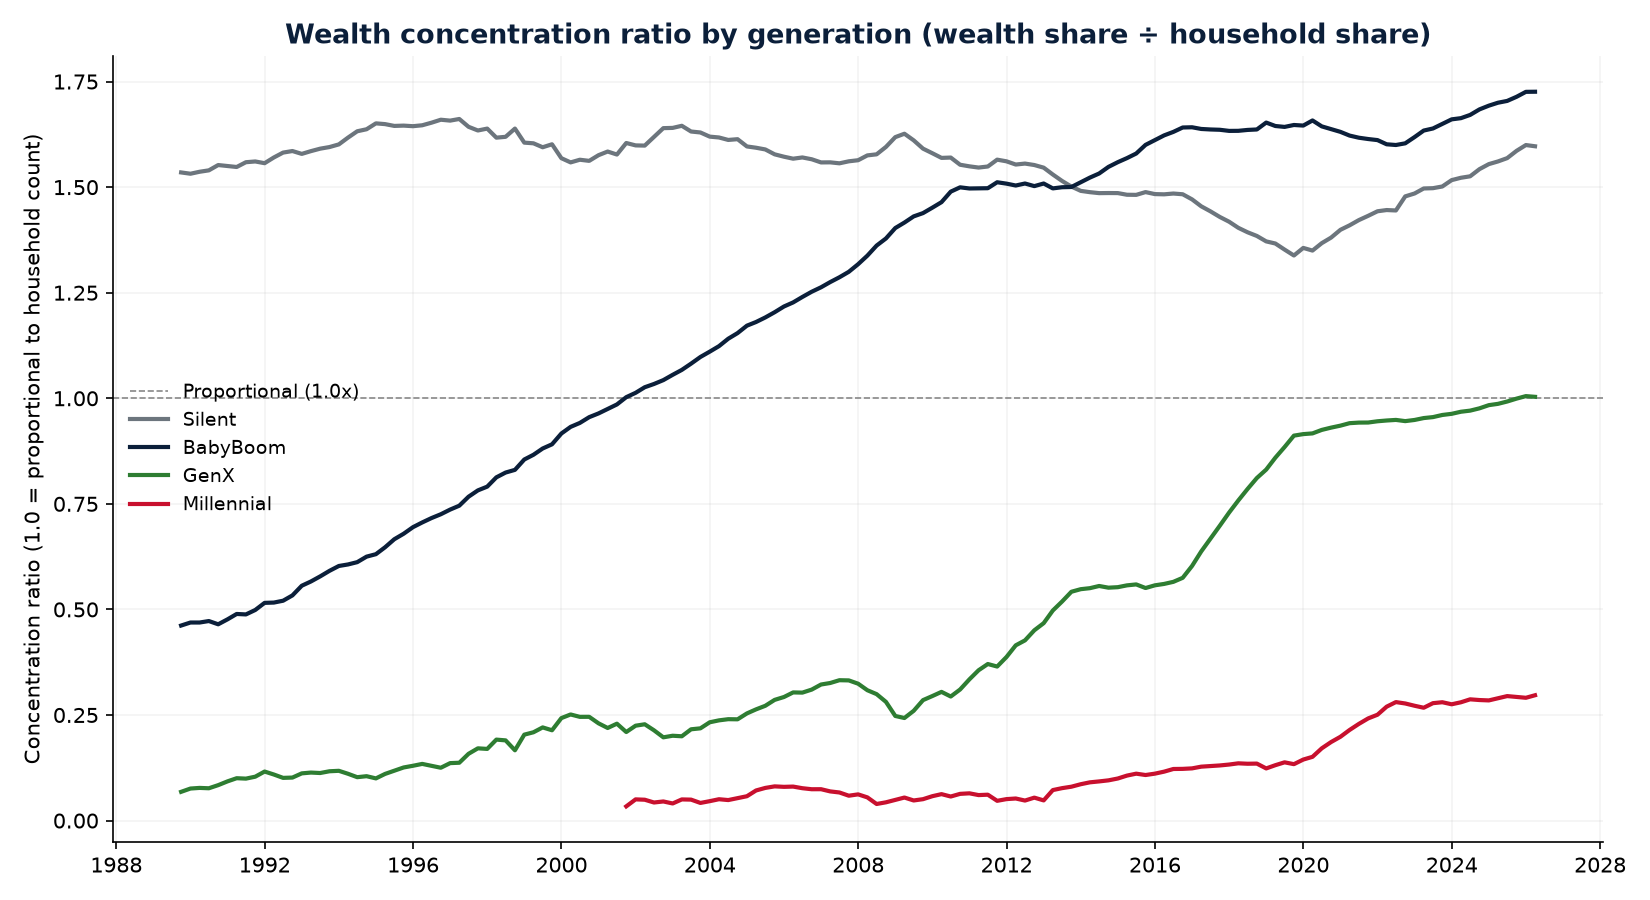 Wealth concentration ratio by generation (wealth share ÷ household share)
Concentration ratio (1.0 = proportional to household count)
1.75
1.50
1.25
1.00
0.75
0.50
0.25
0.00
Proportional (1.0x)
Silent
BabyBoom
GenX
Millennial
1988
1992
1996
2000
2004
2008
2012
2016
2020
2024
2028